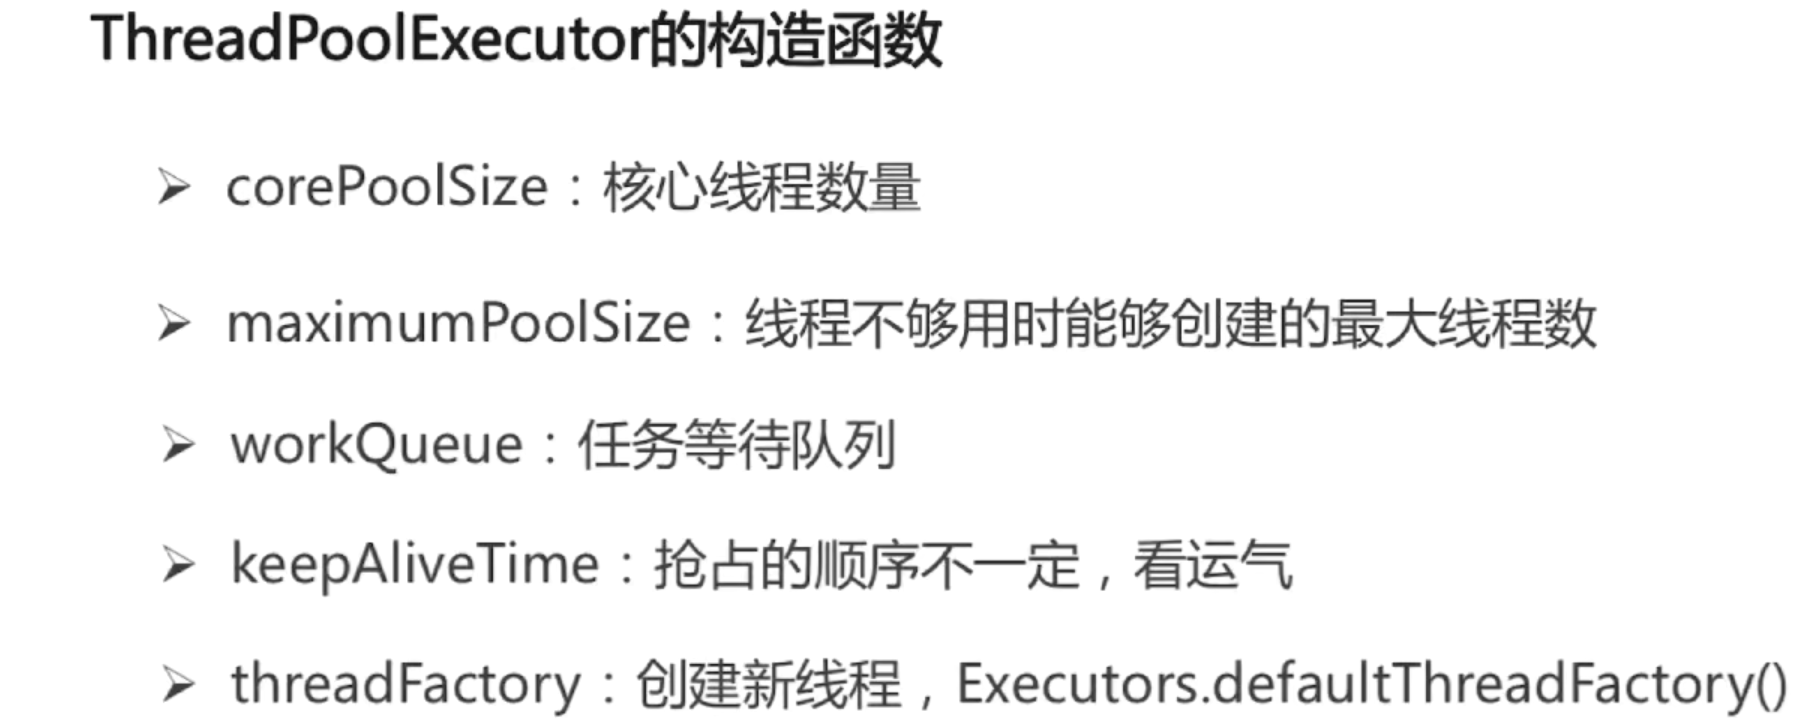 ThreadPoolExecutor的构造函数
➢ corePoolSize：核心线程数量
➢ maximumPoolSize：线程不够用时能够创建的最大线程数
➢ workQueue：任务等待队列
➢ keepAliveTime：抢占的顺序不一定，看运气
➢ threadFactory：创建新线程，Executors.defaultThreadFactory()